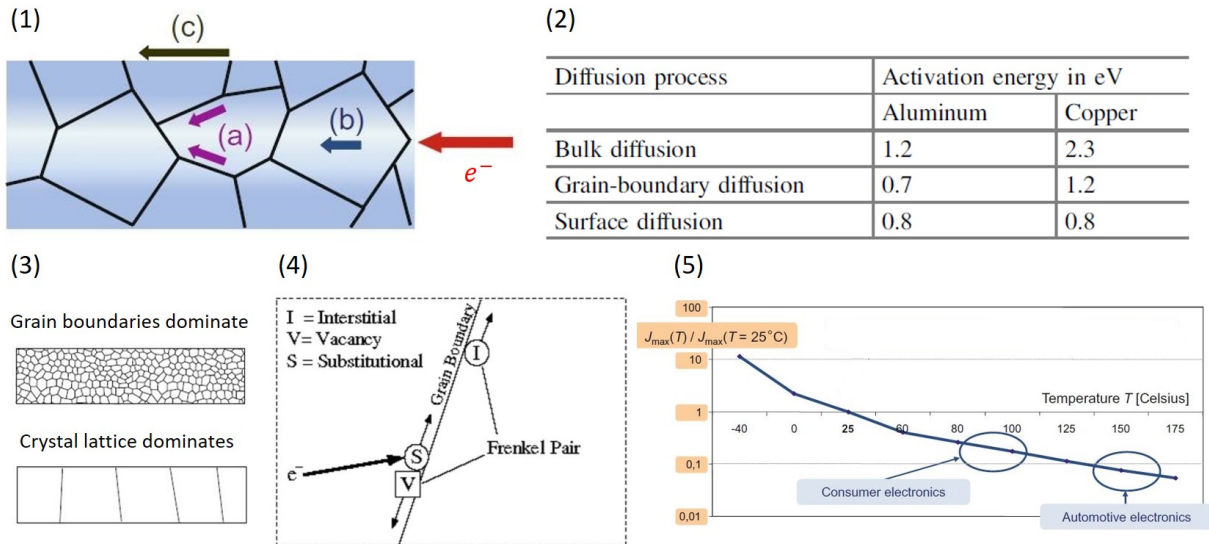 (1)
(c)
(a)
(b)
e⁻
(2)
Diffusion process Activation energy in eV
Aluminum Copper
Bulk diffusion 1.2 2.3
Grain-boundary diffusion 0.7 1.2
Surface diffusion 0.8 0.8
(3)
Grain boundaries dominate
Crystal lattice dominates
(4)
I = Interstitial
V = Vacancy
S = Substitutional
Grain Boundary
I
Frenkel Pair
S
e⁻
V
(5)
100
Jmax(T) / Jmax(T = 25°C)
10
Temperature T [Celsius]
1
-40 0 25 60 80 100 125 150 175
0,1
Consumer electronics
Automotive electronics
0,01